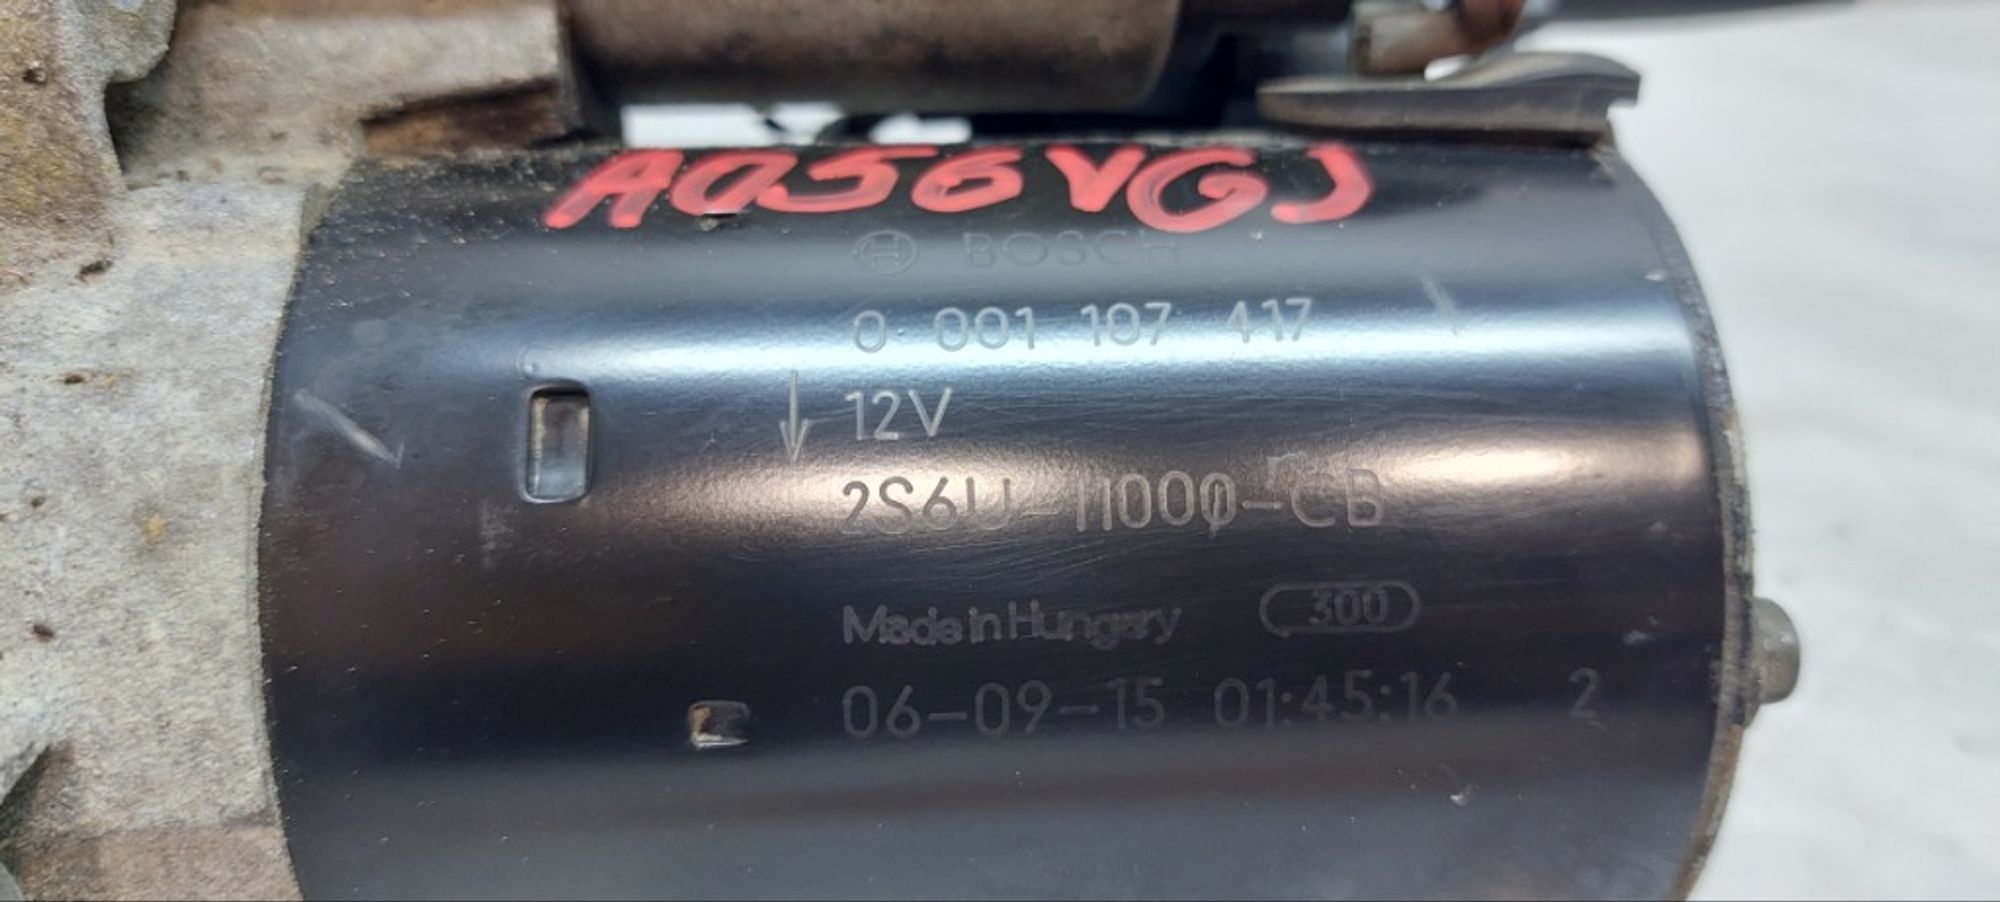 AO56VGJ
BOSCH
0 001 107 417
12V
2S6U-11000-CB
Made in Hungary 300
06-09-15 01:45:16 2